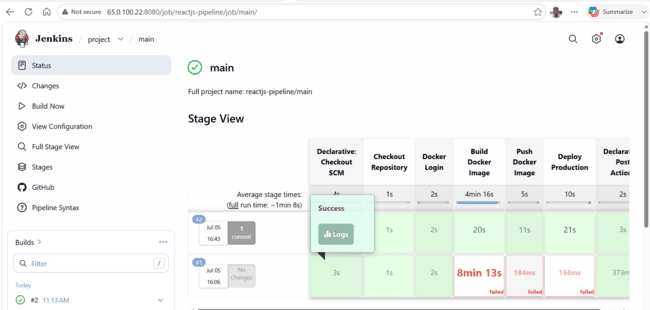 Not secure 65.0.100.22:8080/job/reactjs-pipeline/job/main/
Summarize
Jenkins / project / main
Status
Changes
Build Now
View Configuration
Full Stage View
Stages
GitHub
Pipeline Syntax
Builds
Filter /
Today
#2 11:13 AM
main
Full project name: reactjs-pipeline/main
Stage View
Declarative: Checkout SCM
Checkout Repository
Docker Login
Build Docker Image
Push Docker Image
Deploy Production
Declarat Post Action
Average stage times:
(full run time: ~1min 8s)
4s 1s 2s 4min 16s 5s 10s 2s
#2
Jul 05
16:43
1
commit
Success
Logs
1s 2s 20s 11s 21s 3s
#1
Jul 05
16:06
No
Changes
3s 1s 2s 8min 13s 194ms 154ms 373m
failed failed failed